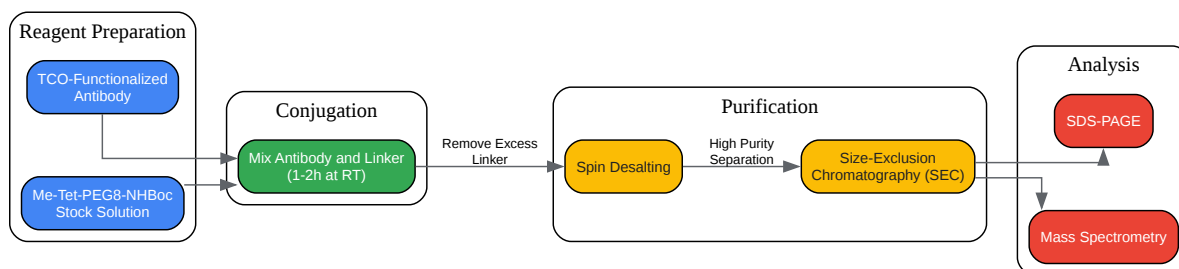 Reagent Preparation
TCO-Functionalized
Antibody
Me-Tet-PEG8-NHBoc
Stock Solution
Conjugation
Mix Antibody and Linker
(1-2h at RT)
Remove Excess
Linker
Purification
Spin Desalting
High Purity
Separation
Size-Exclusion
Chromatography (SEC)
Analysis
SDS-PAGE
Mass Spectrometry